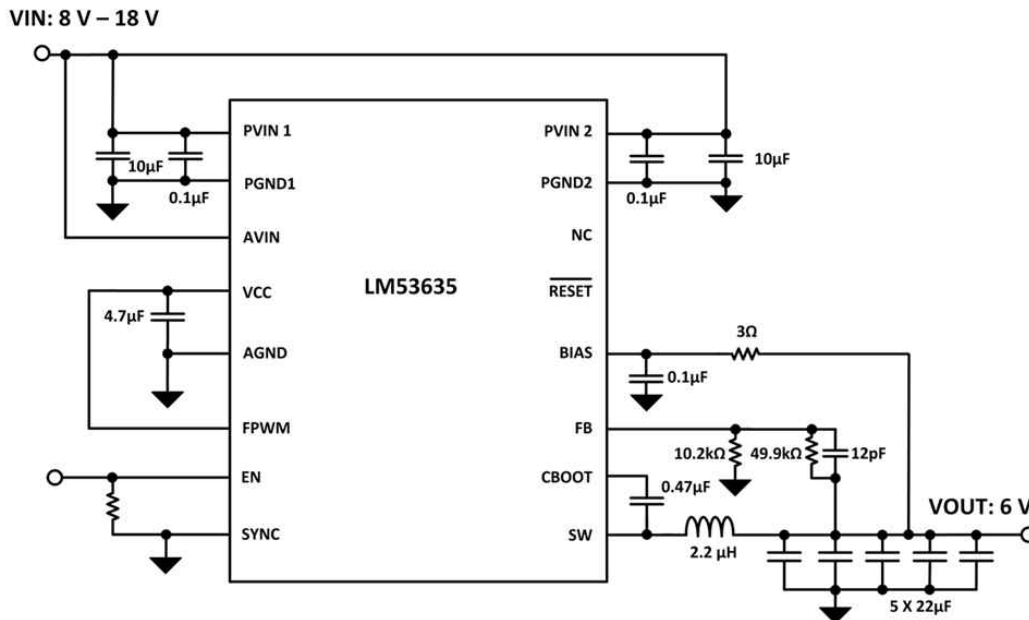 VIN: 8 V – 18 V
PVIN 1
PVIN 2
10µF
0.1µF
PGND1
PGND2
0.1µF
10µF
AVIN
NC
LM53635
VCC
RESET
4.7µF
3Ω
AGND
BIAS
0.1µF
FPWM
FB
10.2kΩ
49.9kΩ
12pF
EN
CBOOT
0.47µF
VOUT: 6 V
SYNC
SW
2.2 µH
5 X 22µF